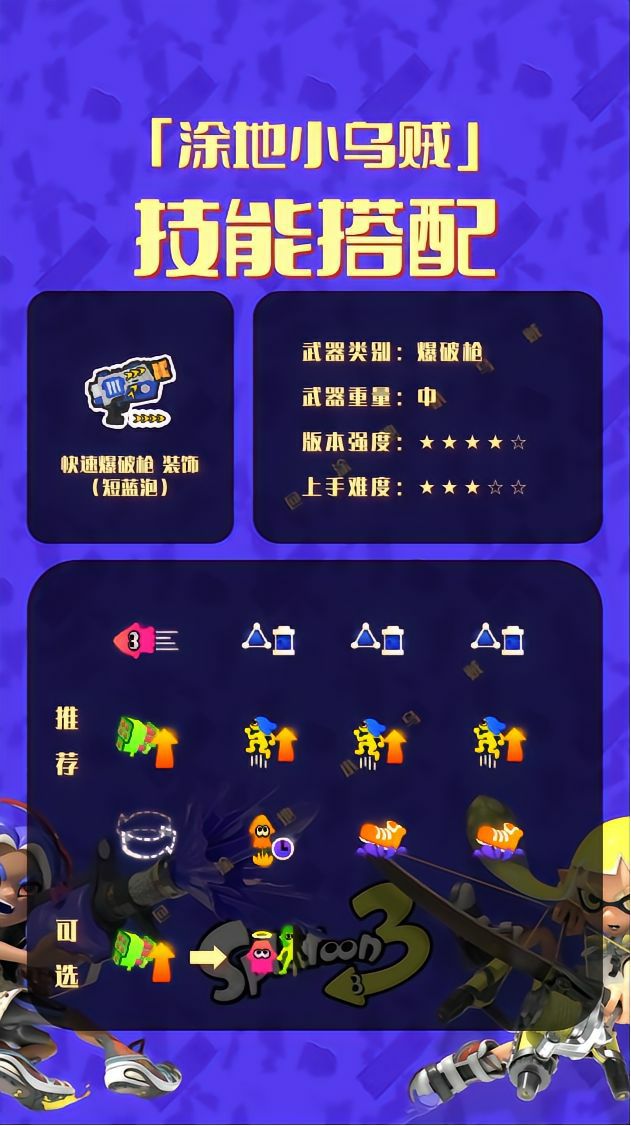 「涂地小乌贼」
技能搭配
快速爆破枪 装饰
（短蓝泡）
武器类别：爆破枪
武器重量：中
版本强度：★★★★☆
上手难度：★★★☆☆
推荐
可选
Splatoon 3